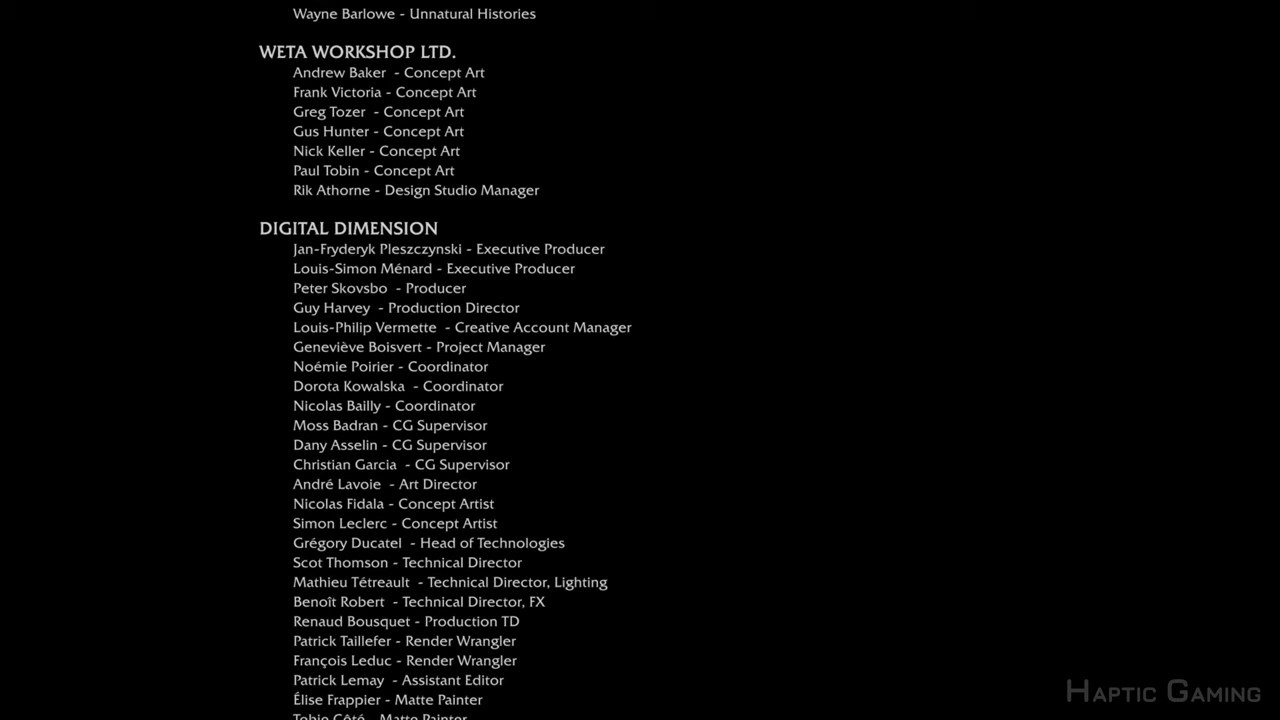 Wayne Barlowe - Unnatural Histories
WETA WORKSHOP LTD.
Andrew Baker - Concept Art
Frank Victoria - Concept Art
Greg Tozer - Concept Art
Gus Hunter - Concept Art
Nick Keller - Concept Art
Paul Tobin - Concept Art
Rik Athorne - Design Studio Manager
DIGITAL DIMENSION
Jan-Fryderyk Pleszczynski - Executive Producer
Louis-Simon Ménard - Executive Producer
Peter Skovsbo - Producer
Guy Harvey - Production Director
Louis-Philip Vermette - Creative Account Manager
Geneviève Boisvert - Project Manager
Noémie Poirier - Coordinator
Dorota Kowalska - Coordinator
Nicolas Bailly - Coordinator
Moss Badran - CG Supervisor
Dany Asselin - CG Supervisor
Christian Garcia - CG Supervisor
André Lavoie - Art Director
Nicolas Fidala - Concept Artist
Simon Leclerc - Concept Artist
Grégory Ducatel - Head of Technologies
Scot Thomson - Technical Director
Mathieu Tétreault - Technical Director, Lighting
Benoît Robert - Technical Director, FX
Renaud Bousquet - Production TD
Patrick Taillefer - Render Wrangler
François Leduc - Render Wrangler
Patrick Lemay - Assistant Editor
Élise Frappier - Matte Painter
Tobie Côté - Matte Painter
HAPTIC GAMING